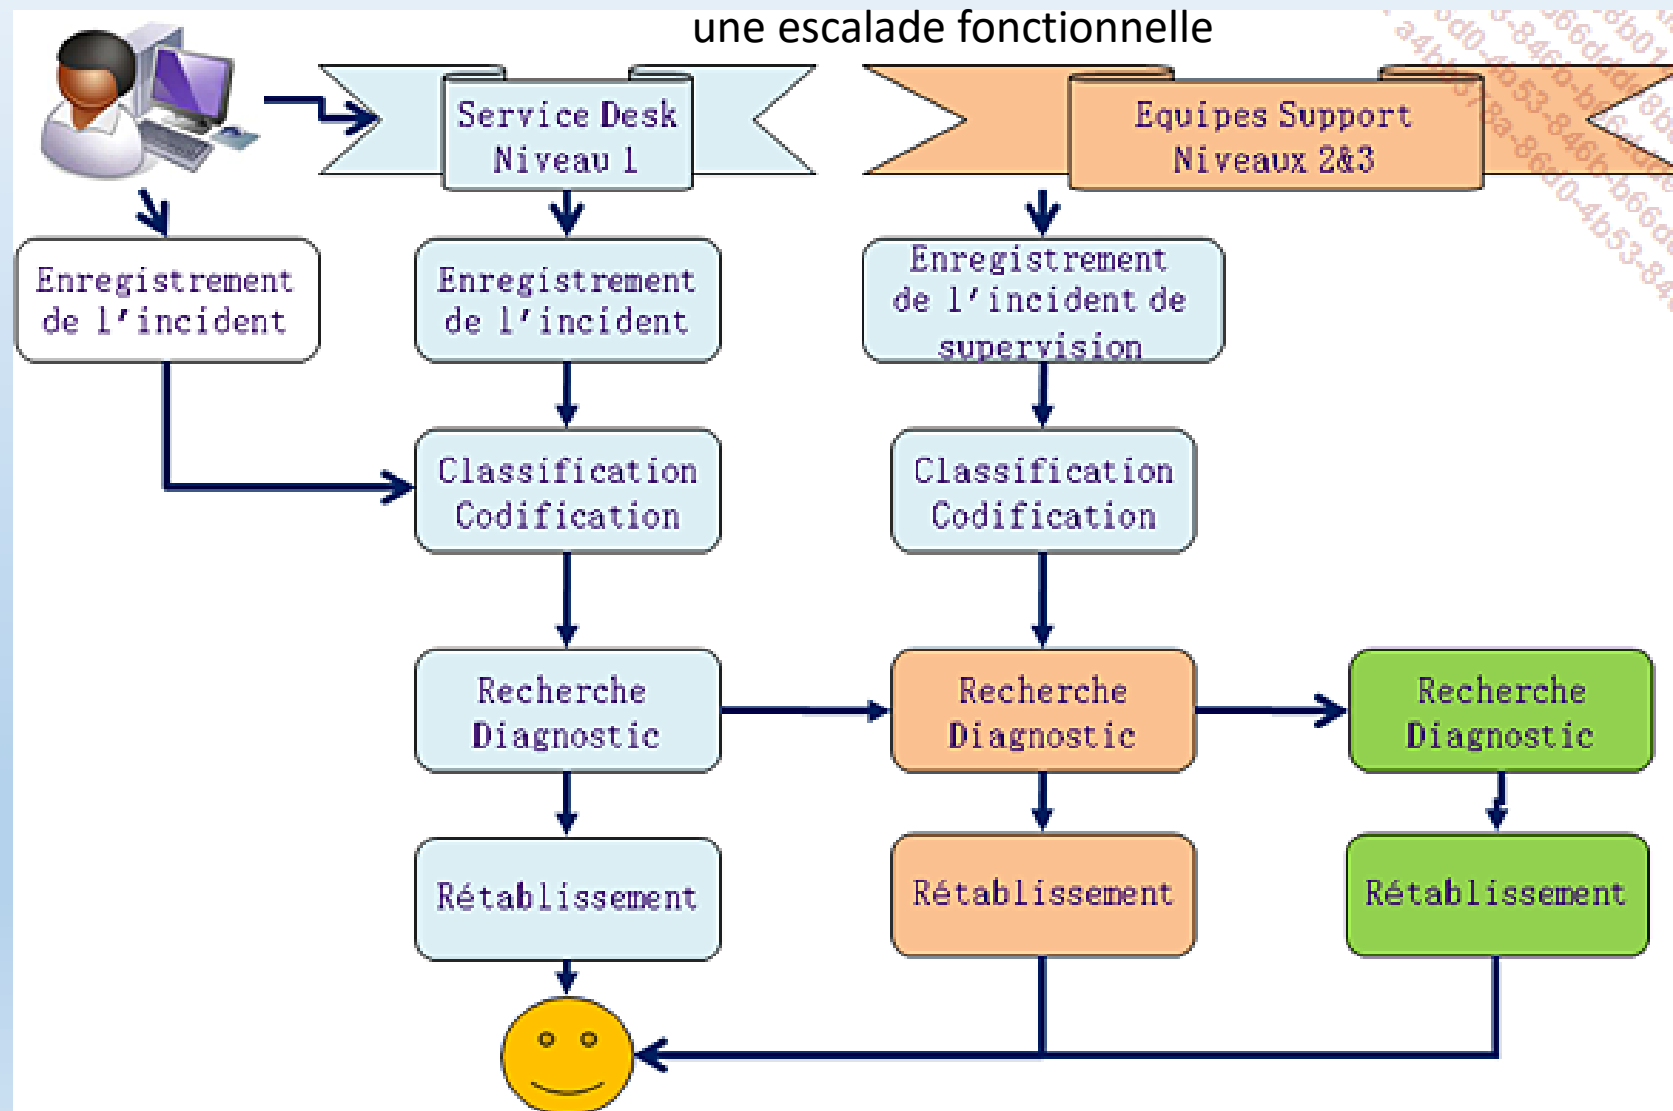 une escalade fonctionnelle
Service Desk
Niveau 1
Equipes Support
Niveaux 2&3
Enregistrement
de l'incident
Enregistrement
de l'incident
Enregistrement
de l'incident de
supervision
Classification
Codification
Classification
Codification
Recherche
Diagnostic
Recherche
Diagnostic
Recherche
Diagnostic
Rétablissement
Rétablissement
Rétablissement